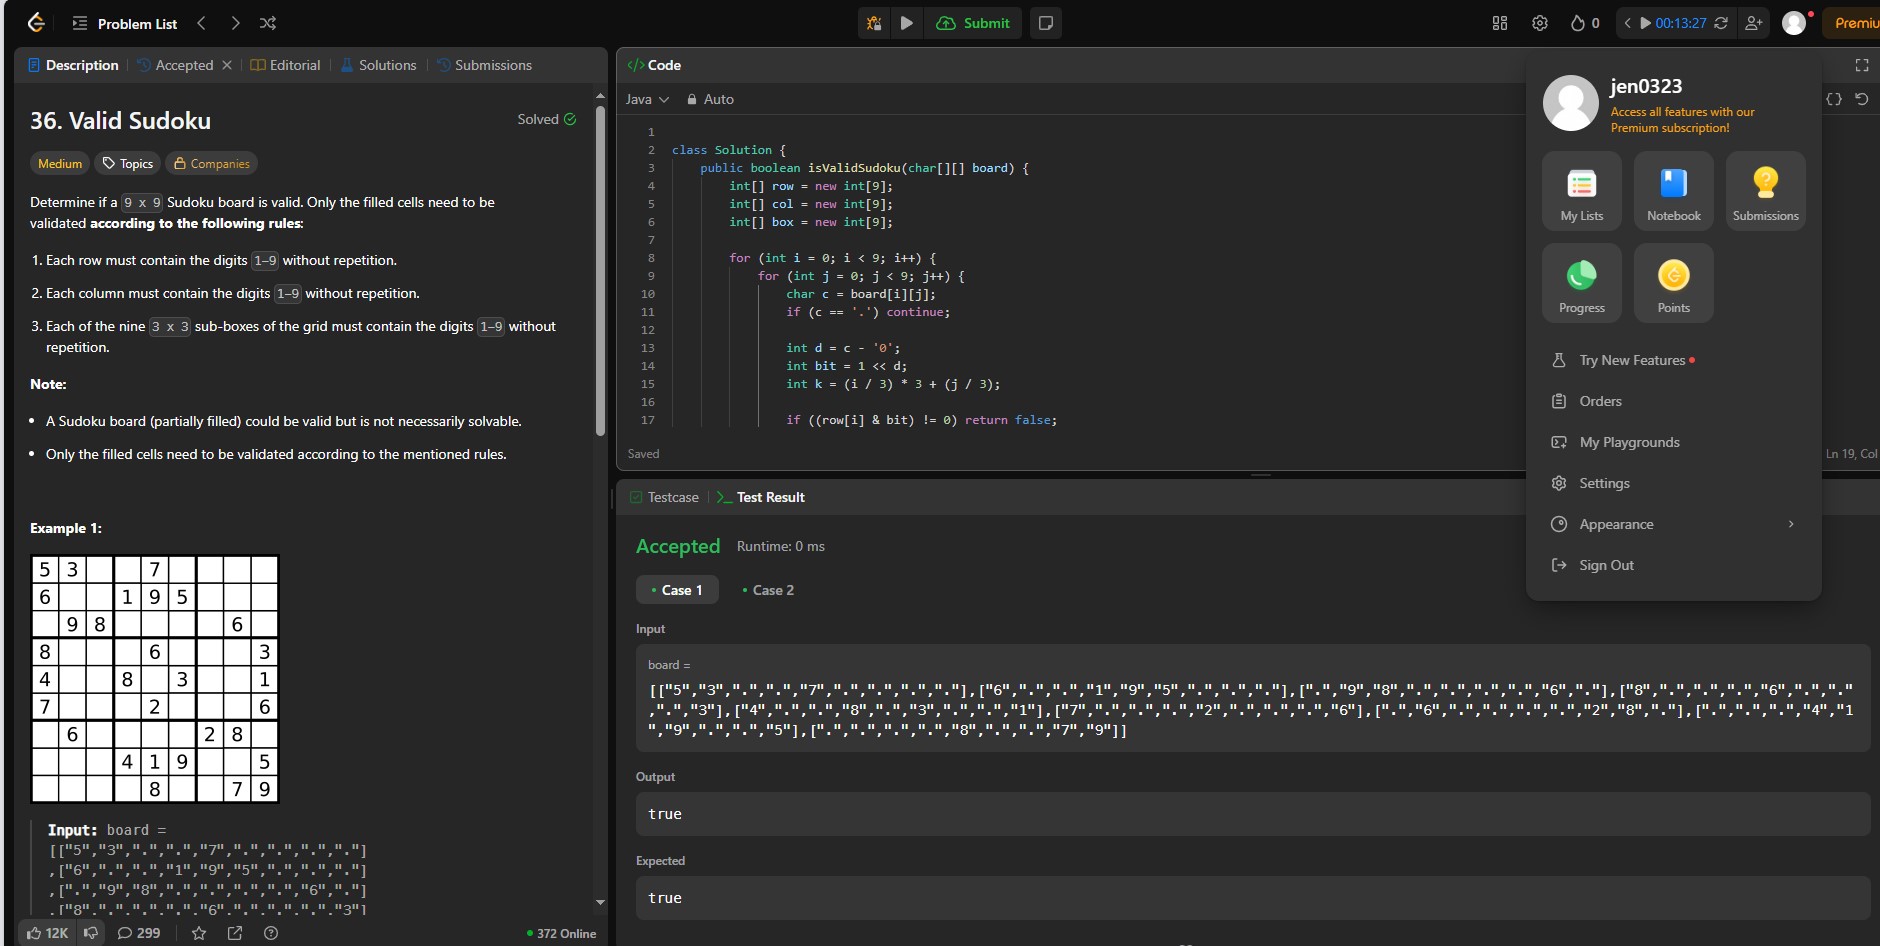 Problem List
Submit
0
00:13:27
Premiu
Description
Accepted
Editorial
Solutions
Submissions
36. Valid Sudoku
Solved
Medium
Topics
Companies
Determine if a 9 x 9 Sudoku board is valid. Only the filled cells need to be
validated according to the following rules:
1. Each row must contain the digits 1-9 without repetition.
2. Each column must contain the digits 1-9 without repetition.
3. Each of the nine 3 x 3 sub-boxes of the grid must contain the digits 1-9 without
repetition.
Note:
• A Sudoku board (partially filled) could be valid but is not necessarily solvable.
• Only the filled cells need to be validated according to the mentioned rules.
Example 1:
5 3 7
6 1 9 5
9 8 6
8 6 3
4 8 3 1
7 2 6
6 2 8
4 1 9 5
8 7 9
Input: board =
[["5","3",".",".","7",".",".",".","."]
,["6",".",".","1","9","5",".",".","."]
,[".","9","8",".",".",".",".","6","."]
,["8",".",".",".","6",".",".",".","3"]
12K
299
372 Online
</> Code
Java
Auto
1
2 class Solution {
3 public boolean isValidSudoku(char[][] board) {
4 int[] row = new int[9];
5 int[] col = new int[9];
6 int[] box = new int[9];
7
8 for (int i = 0; i < 9; i++) {
9 for (int j = 0; j < 9; j++) {
10 char c = board[i][j];
11 if (c == '.') continue;
12
13 int d = c - '0';
14 int bit = 1 << d;
15 int k = (i / 3) * 3 + (j / 3);
16
17 if ((row[i] & bit) != 0) return false;
Saved
Ln 19, Col
Testcase
Test Result
Accepted
Runtime: 0 ms
• Case 1
• Case 2
Input
board =
[["5","3",".",".","7",".",".",".","."],["6",".",".","1","9","5",".",".","."],[".","9","8",".",".",".",".","6","."],["8",".",".",".","6",".",".","."
,"3"],["4",".",".","8",".","3",".",".","1"],["7",".",".",".","2",".",".",".","6"],[".","6",".",".",".",".","2","8","."],[".",".",".","4","1
","9",".",".","5"],[".",".",".",".","8",".",".","7","9"]]
Output
true
Expected
true
jen0323
Access all features with our
Premium subscription!
My Lists
Notebook
Submissions
Progress
Points
Try New Features
Orders
My Playgrounds
Settings
Appearance
Sign Out